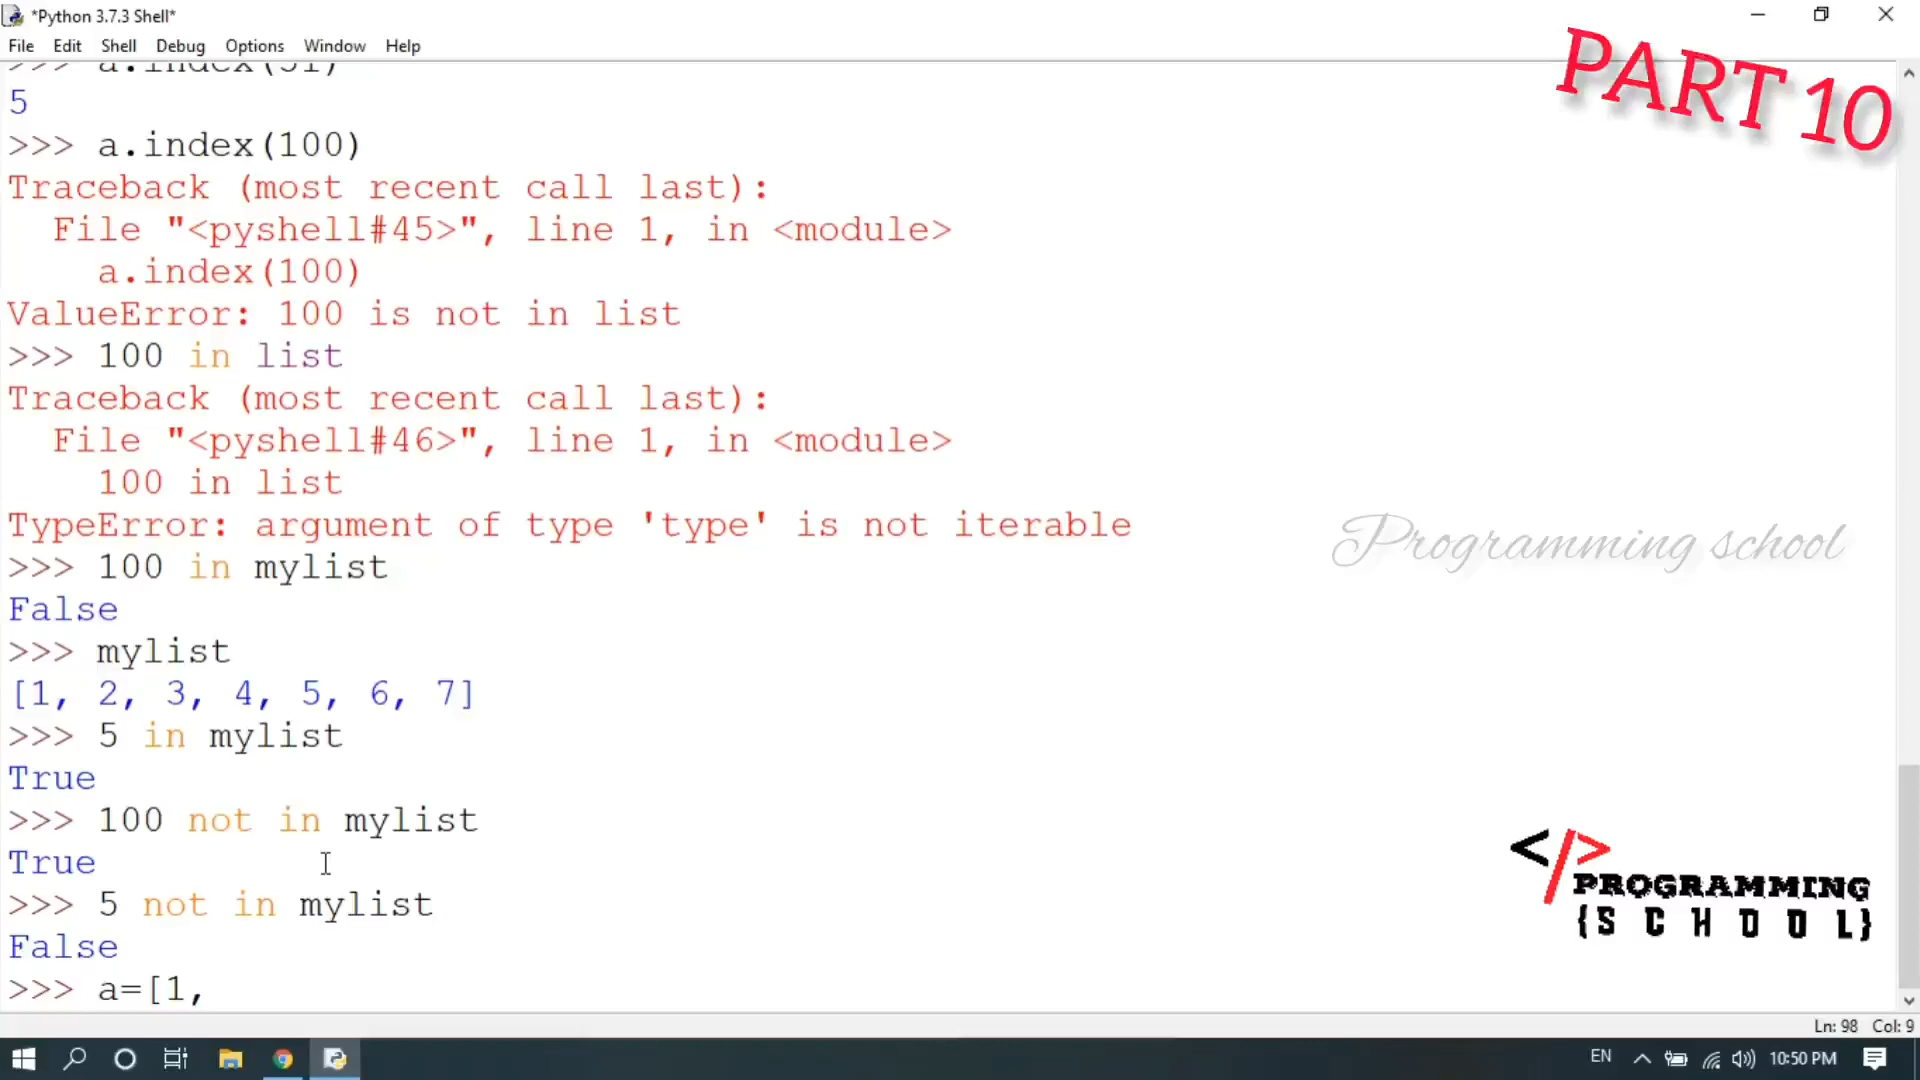 *Python 3.7.3 Shell*
File Edit Shell Debug Options Window Help
PART 10
>>> a.index(51)
5
>>> a.index(100)
Traceback (most recent call last):
  File "<pyshell#45>", line 1, in <module>
    a.index(100)
ValueError: 100 is not in list
>>> 100 in list
Traceback (most recent call last):
  File "<pyshell#46>", line 1, in <module>
    100 in list
TypeError: argument of type 'type' is not iterable
Programming school
>>> 100 in mylist
False
>>> mylist
[1, 2, 3, 4, 5, 6, 7]
>>> 5 in mylist
True
>>> 100 not in mylist
True
>>> 5 not in mylist
False
>>> a=[1,
</>
PROGRAMMING
{SCHOOL}
Ln: 98 Col: 9
EN 10:50 PM